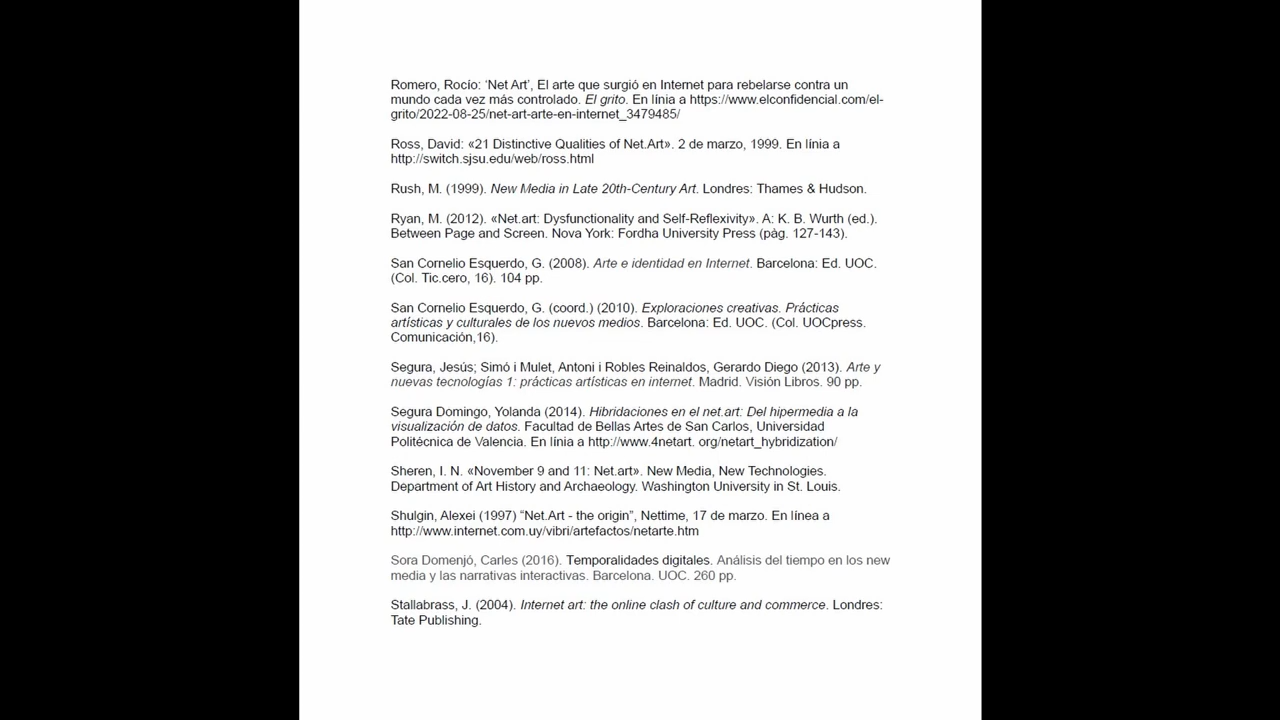 Romero, Rocío: ‘Net Art’, El arte que surgió en Internet para rebelarse contra un
mundo cada vez más controlado. El grito. En línia a https://www.elconfidencial.com/el-
grito/2022-08-25/net-art-arte-en-internet_3479485/
Ross, David: «21 Distinctive Qualities of Net.Art». 2 de marzo, 1999. En línia a
http://switch.sjsu.edu/web/ross.html
Rush, M. (1999). New Media in Late 20th-Century Art. Londres: Thames & Hudson.
Ryan, M. (2012). «Net.art: Dysfunctionality and Self-Reflexivity». A: K. B. Wurth (ed.).
Between Page and Screen. Nova York: Fordha University Press (pàg. 127-143).
San Cornelio Esquerdo, G. (2008). Arte e identidad en Internet. Barcelona: Ed. UOC.
(Col. Tic.cero, 16). 104 pp.
San Cornelio Esquerdo, G. (coord.) (2010). Exploraciones creativas. Prácticas
artísticas y culturales de los nuevos medios. Barcelona: Ed. UOC. (Col. UOCpress.
Comunicación,16).
Segura, Jesús; Simó i Mulet, Antoni i Robles Reinaldos, Gerardo Diego (2013). Arte y
nuevas tecnologías 1: prácticas artísticas en internet. Madrid. Visión Libros. 90 pp.
Segura Domingo, Yolanda (2014). Hibridaciones en el net.art: Del hipermedia a la
visualización de datos. Facultad de Bellas Artes de San Carlos, Universidad
Politécnica de Valencia. En línia a http://www.4netart. org/netart_hybridization/
Sheren, I. N. «November 9 and 11: Net.art». New Media, New Technologies.
Department of Art History and Archaeology. Washington University in St. Louis.
Shulgin, Alexei (1997) “Net.Art - the origin”, Nettime, 17 de marzo. En línea a
http://www.internet.com.uy/vibri/artefactos/netarte.htm
Sora Domenjó, Carles (2016). Temporalidades digitales. Análisis del tiempo en los new
media y las narrativas interactivas. Barcelona. UOC. 260 pp.
Stallabrass, J. (2004). Internet art: the online clash of culture and commerce. Londres:
Tate Publishing.